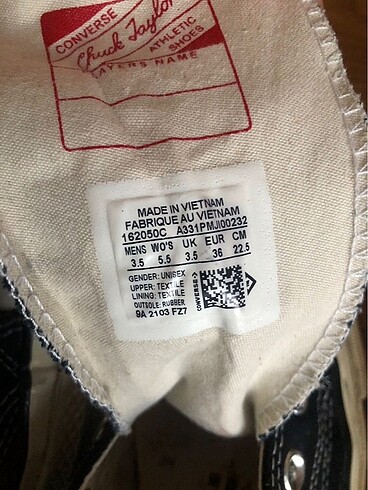 CONVERSE
Chuck Taylor
ATHLETIC
SHOES
LAYERS NAME
MADE IN VIETNAM
FABRIQUE AU VIETNAM
162050C A331PMJI00232
MENS WO'S UK EUR CM
3.5 5.5 3.5 36 22.5
GENDER: UNISEX
UPPER: TEXTILE
LINING: TEXTILE
OUTSOLE: RUBBER
9A 2103 FZ7
CONVERSE